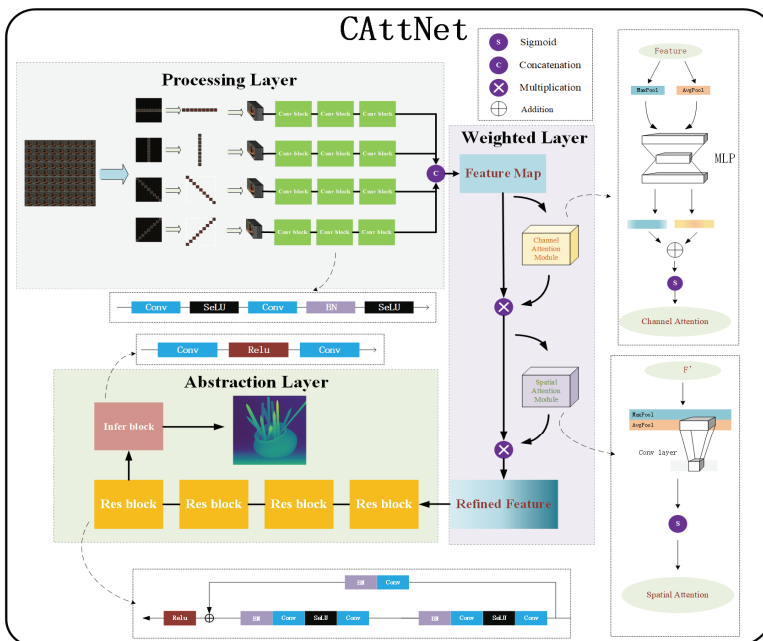 CAttNet
S Sigmoid
C Concatenation
Multiplication
Addition
Processing Layer
Conv block Conv block Conv block
Conv block Conv block Conv block
Conv block Conv block Conv block
Conv block Conv block Conv block
C
Conv SeLU Conv BN SeLU
Weighted Layer
Feature Map
Channel
Attention
Module
Spatial
Attention
Module
Refined Feature
Conv Relu Conv
Abstraction Layer
Infer block
Res block Res block Res block Res block
BN Conv
Relu BN Conv SeLU Conv BN Conv SeLU Conv
Feature
MaxPool AvgPool
MLP
S
Channel Attention
F'
MaxPool
AvgPool
Conv layer
S
Spatial Attention